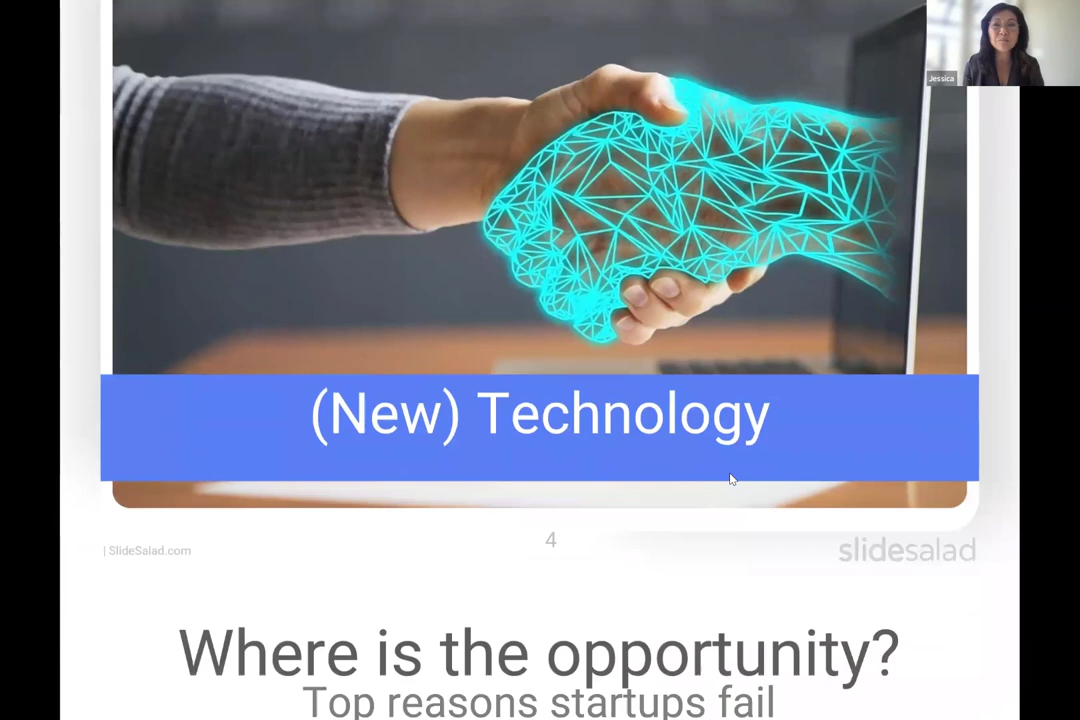 Jessica
(New) Technology
4
| SlideSalad.com
slidesalad
Where is the opportunity?
Top reasons startups fail